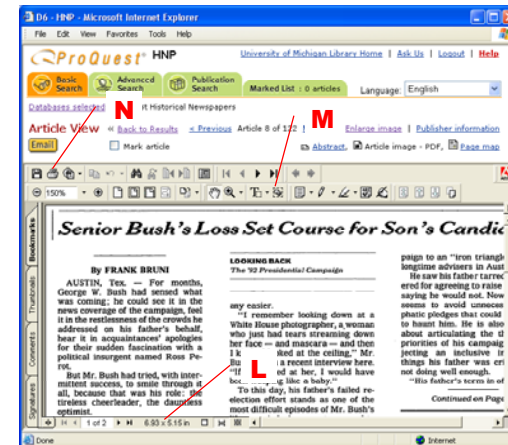 D6 - HNP - Microsoft Internet Explorer
File Edit View Favorites Tools Help
ProQuest® HNP
University of Michigan Library Home | Ask Us | Logout | Help
Basic Search
Advanced Search
Publication Search
Marked List : 0 articles
Language: English
Databases selected
t Historical Newspapers
N
M
Article View « Back to Results < Previous Article 8 of 122
Enlarge image | Publisher information
Email
Mark article
Abstract, Article image - PDF, Page map
150%
Bookmarks
Thumbnails
Comments
Signatures
Senior Bush's Loss Set Course for Son's Candic
By FRANK BRUNI
AUSTIN, Tex. — For months,
George W. Bush had sensed what
was coming; he could see it in the
news coverage of the campaign, feel
it in the restlessness of the crowds he
addressed on his father's behalf,
hear it in acquaintances' apologies
for their sudden fascination with a
political insurgent named Ross Pe-
rot.
But Mr. Bush had tried, with inter-
mittent success, to smile through it
all, because that was his role: the
tireless cheerleader, the dauntless
optimist.
LOOKING BACK
The '92 Presidential Campaign
any easier.
"I remember looking down at a
White House photographer, a woman
who just had tears streaming down
her face — and mascara — and then
I looked at the ceiling," Mr.
Bu a recent interview here.
"If ed at her, I would have
be ing like a baby."
To this day, his father's failed re-
election effort stands as one of the
most difficult episodes of Mr. Bush's
L
paign to an "iron triangle
longtime advisers in Aust
He saw his father tarred
ered for agreeing to raise
saying he would not. Now
seems to avoid unneces
phatic pledges that could
to haunt him. He is also
about articulating the th
priorities of his campaign
jecting an inclusive in
things his father was cri
not doing well enough.
"His father's term in of
Continued on Page
1 of 2
6.93 x 5.15 in
Done
Internet